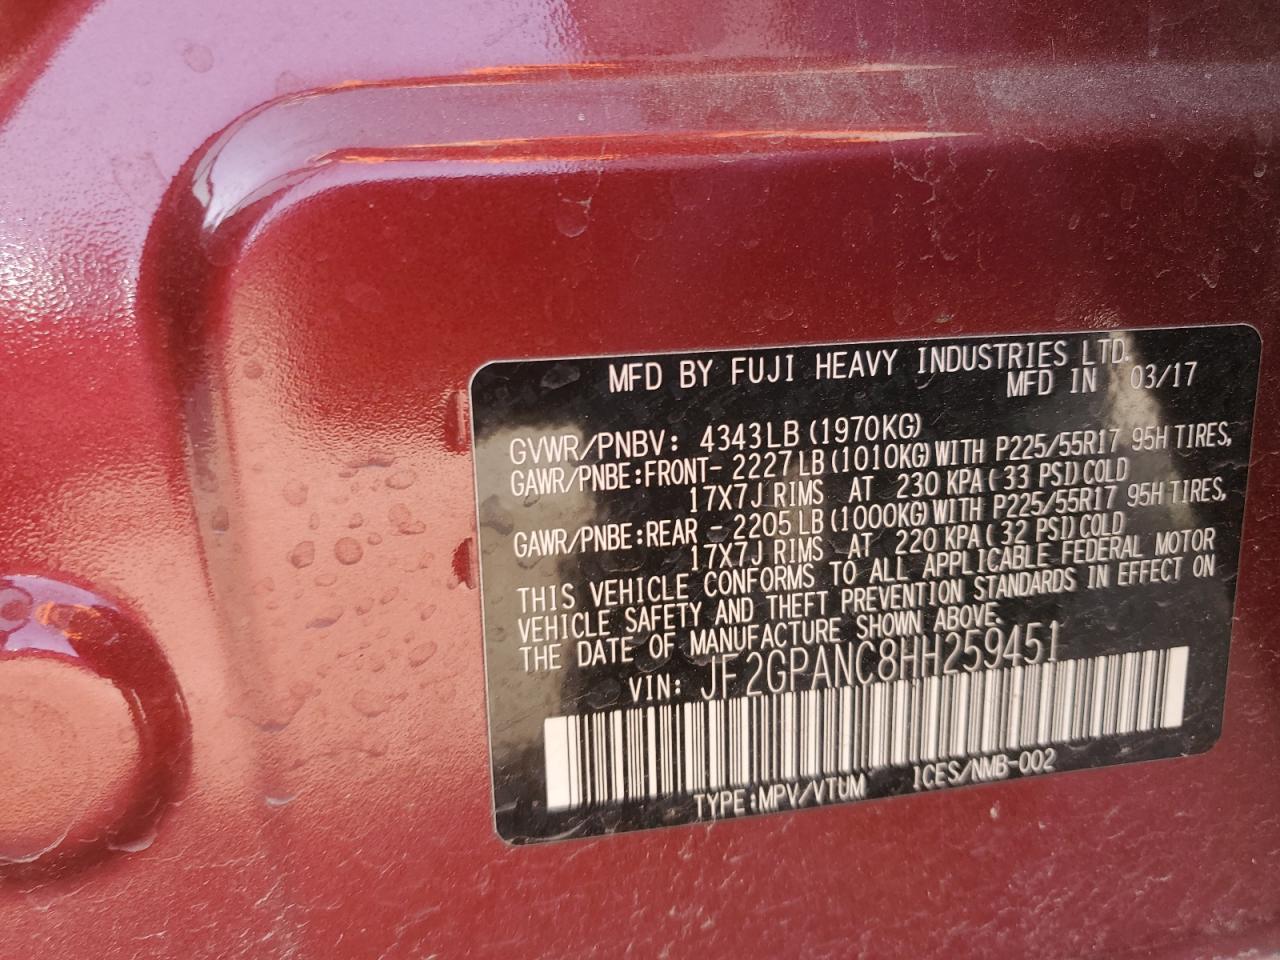 MFD BY FUJI HEAVY INDUSTRIES LTD.
MFD IN 03/17
GVWR/PNBV: 4343LB (1970KG)
GAWR/PNBE:FRONT- 2227LB (1010KG) WITH P225/55R17 95H TIRES,
17X7J RIMS AT 230 KPA ( 33 PSI) COLD
GAWR/PNBE:REAR - 2205LB (1000KG) WITH P225/55R17 95H TIRES,
17X7J RIMS AT 220 KPA ( 32 PSI) COLD
THIS VEHICLE CONFORMS TO ALL APPLICABLE FEDERAL MOTOR
VEHICLE SAFETY AND THEFT PREVENTION STANDARDS IN EFFECT ON
THE DATE OF MANUFACTURE SHOWN ABOVE.
VIN: JF2GPANC8HH259451
TYPE:MPV/VTUM ICES/NMB-002